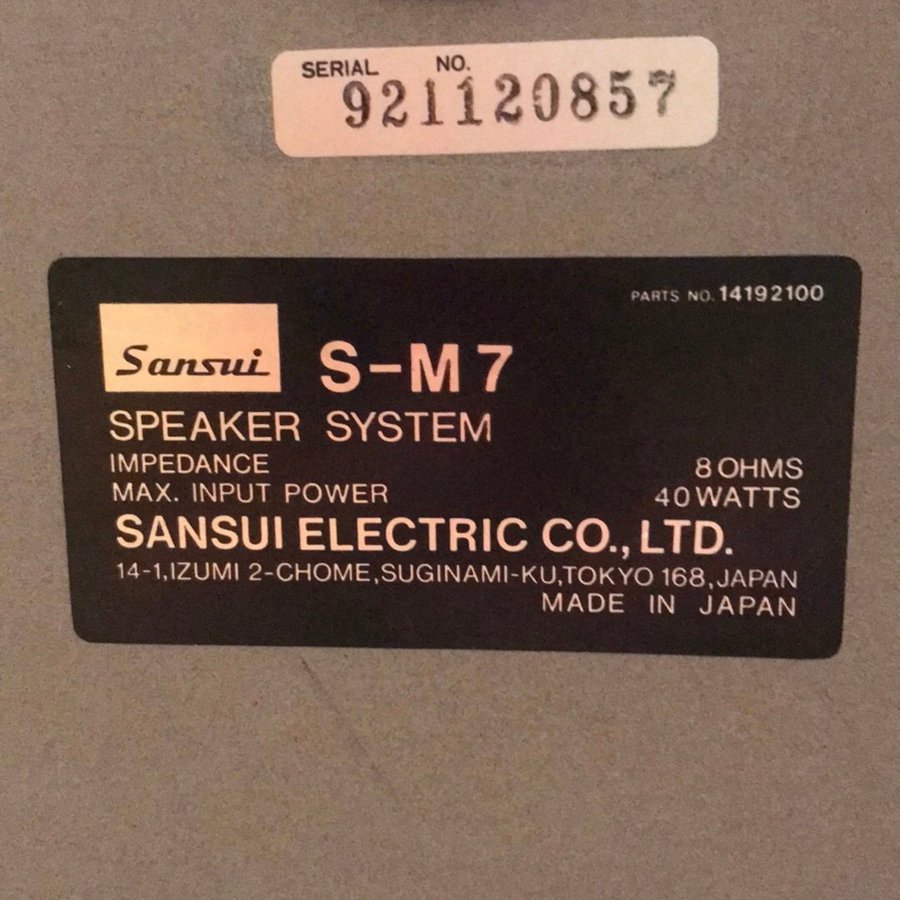 SERIAL NO.
921120857
PARTS NO. 14192100
Sansui S-M7
SPEAKER SYSTEM
IMPEDANCE 8 OHMS
MAX. INPUT POWER 40 WATTS
SANSUI ELECTRIC CO., LTD.
14-1, IZUMI 2-CHOME, SUGINAMI-KU, TOKYO 168, JAPAN
MADE IN JAPAN